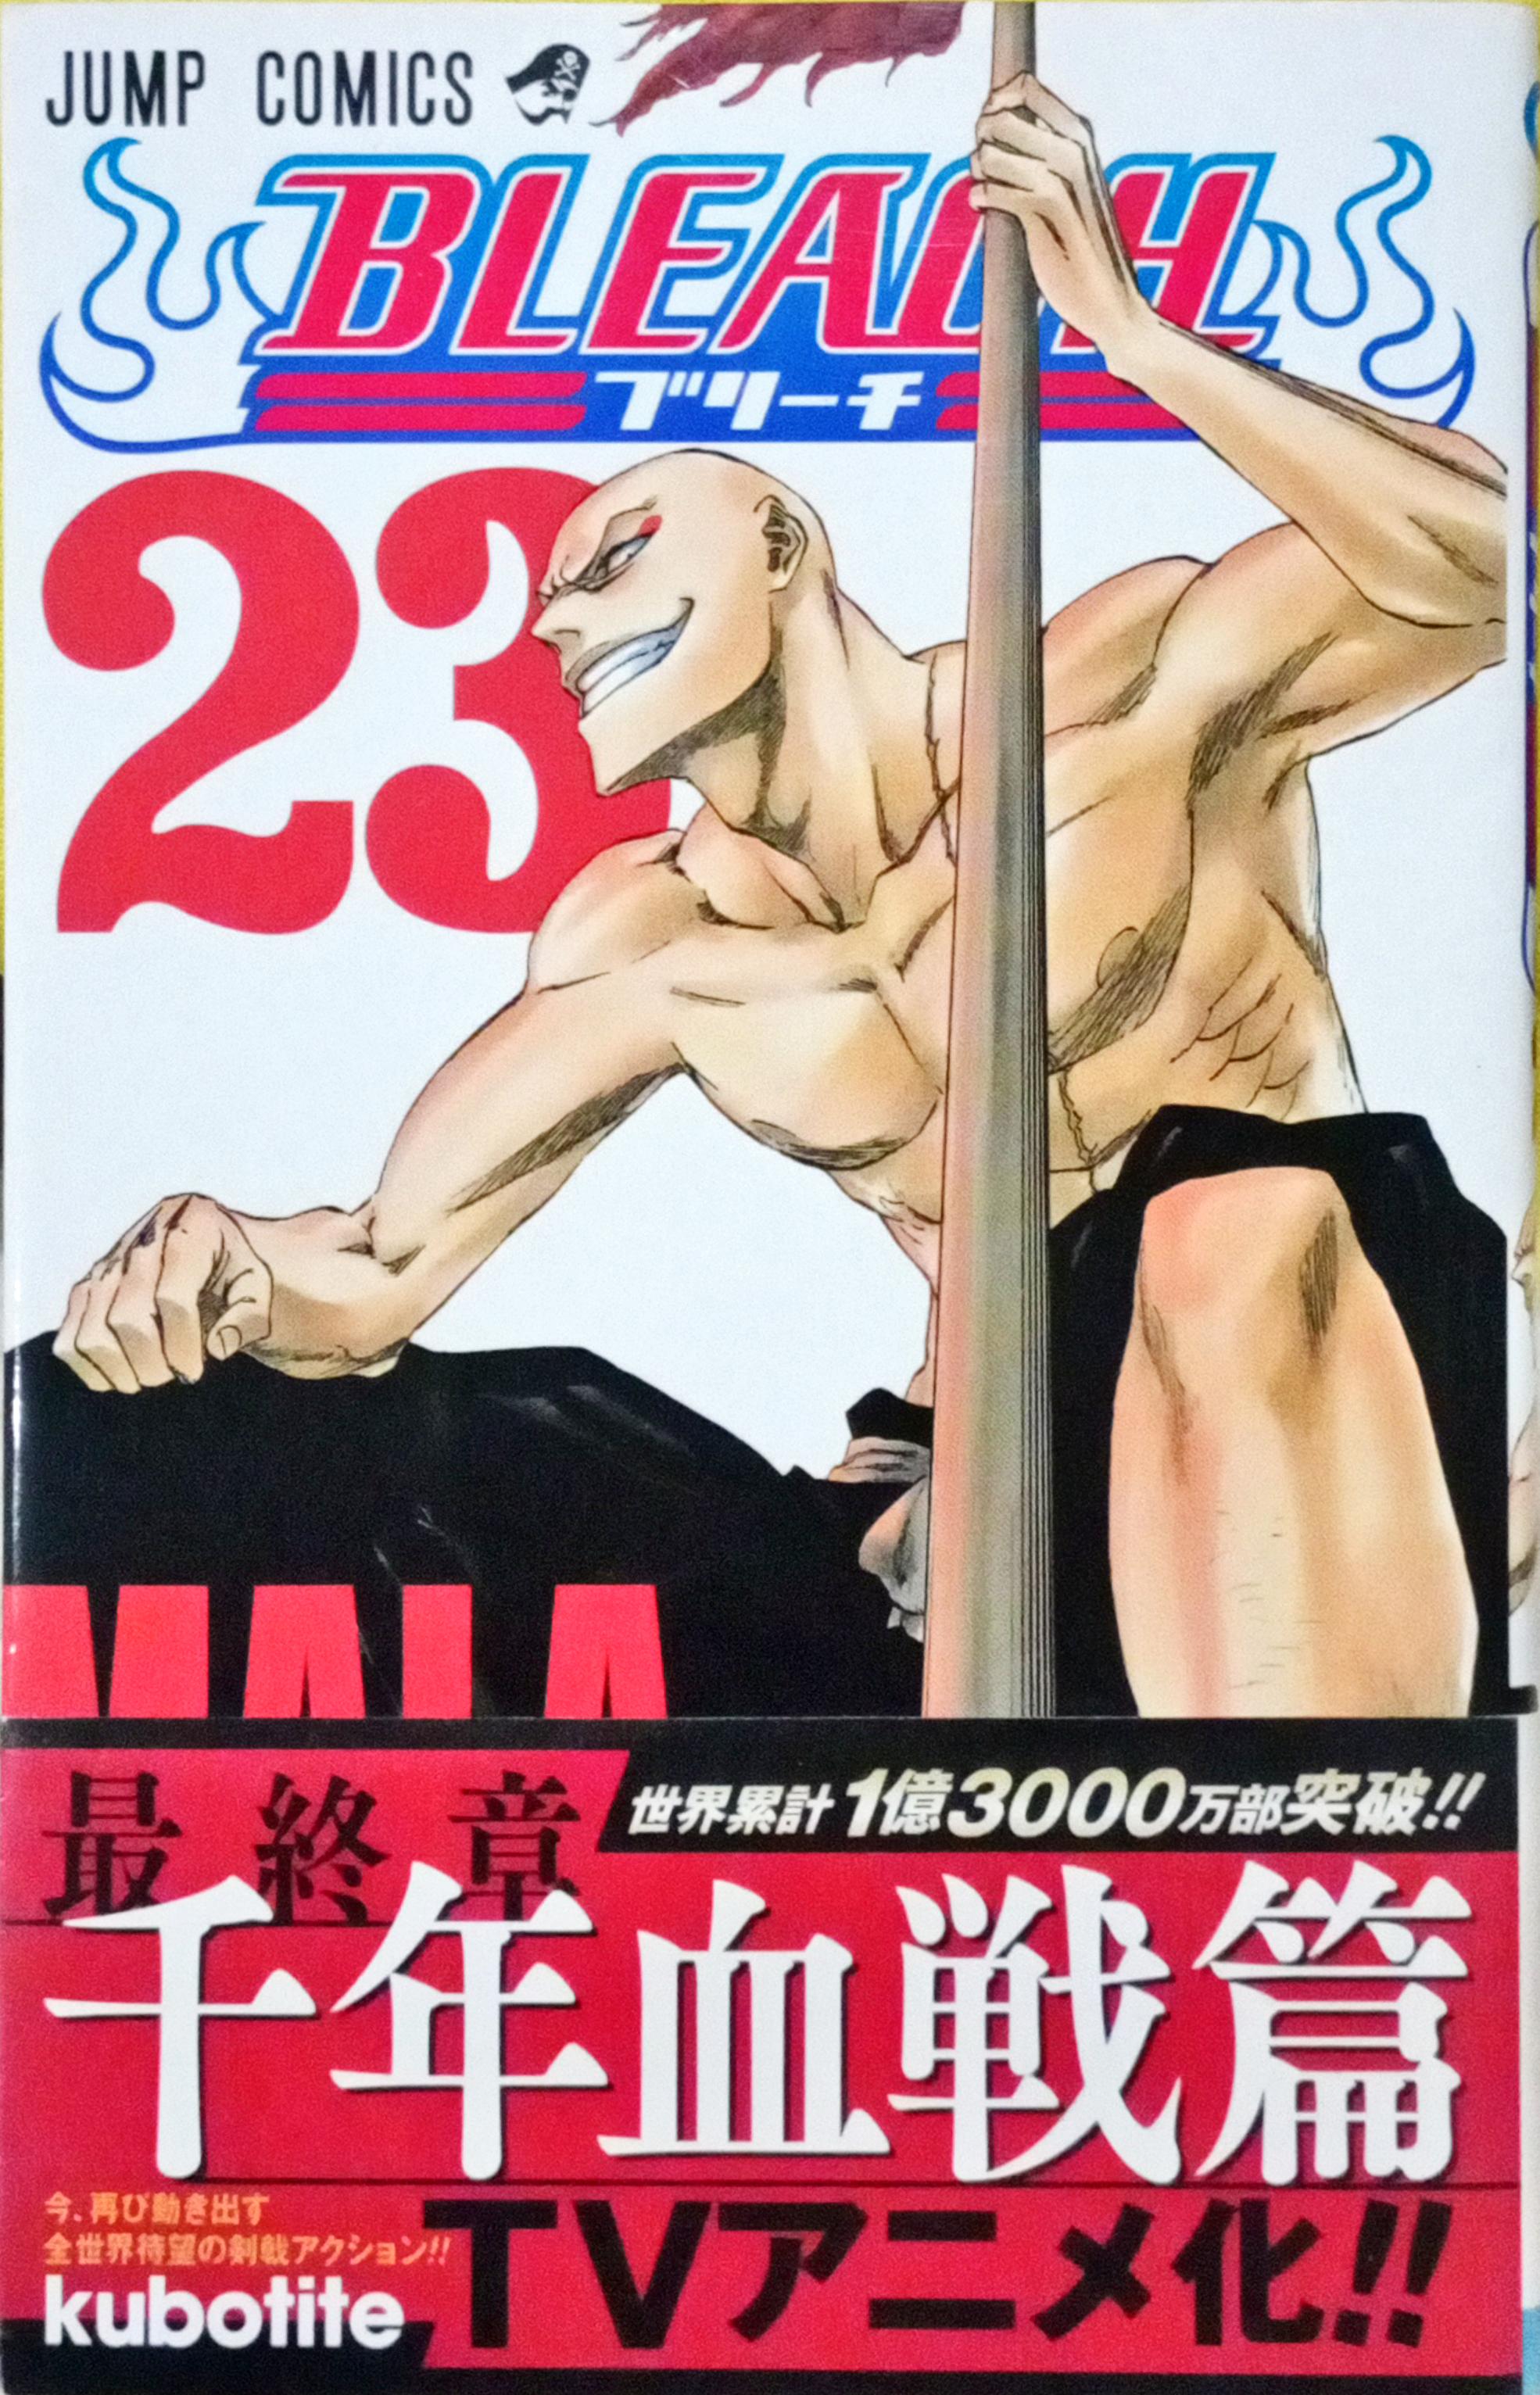 JUMP COMICS
BLEACH
ブリーチ
23
最終章
世界累計1億3000万部突破!!
千年血戦篇
今、再び動き出す
全世界待望の剣戟アクション!!
TVアニメ化!!
kubotite